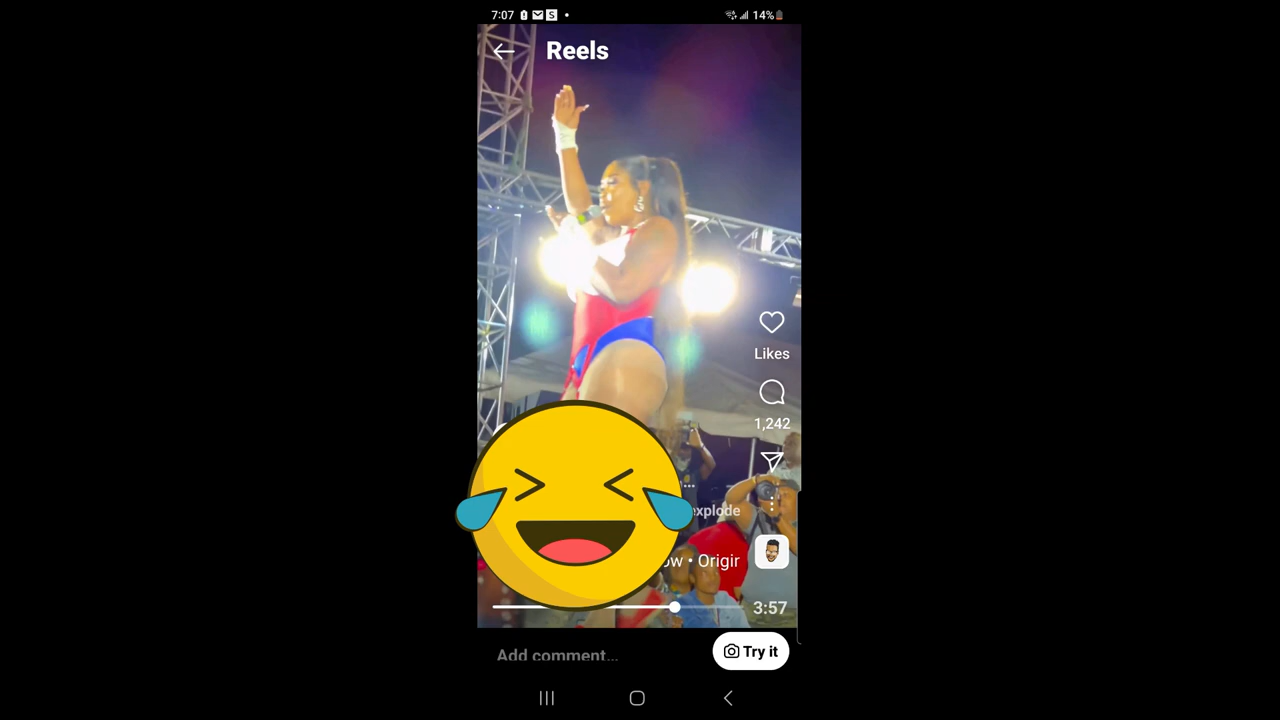 7:07 S 14%
Reels
Likes
1,242
...
explode
ow • Origir
3:57
Add comment...
Try it